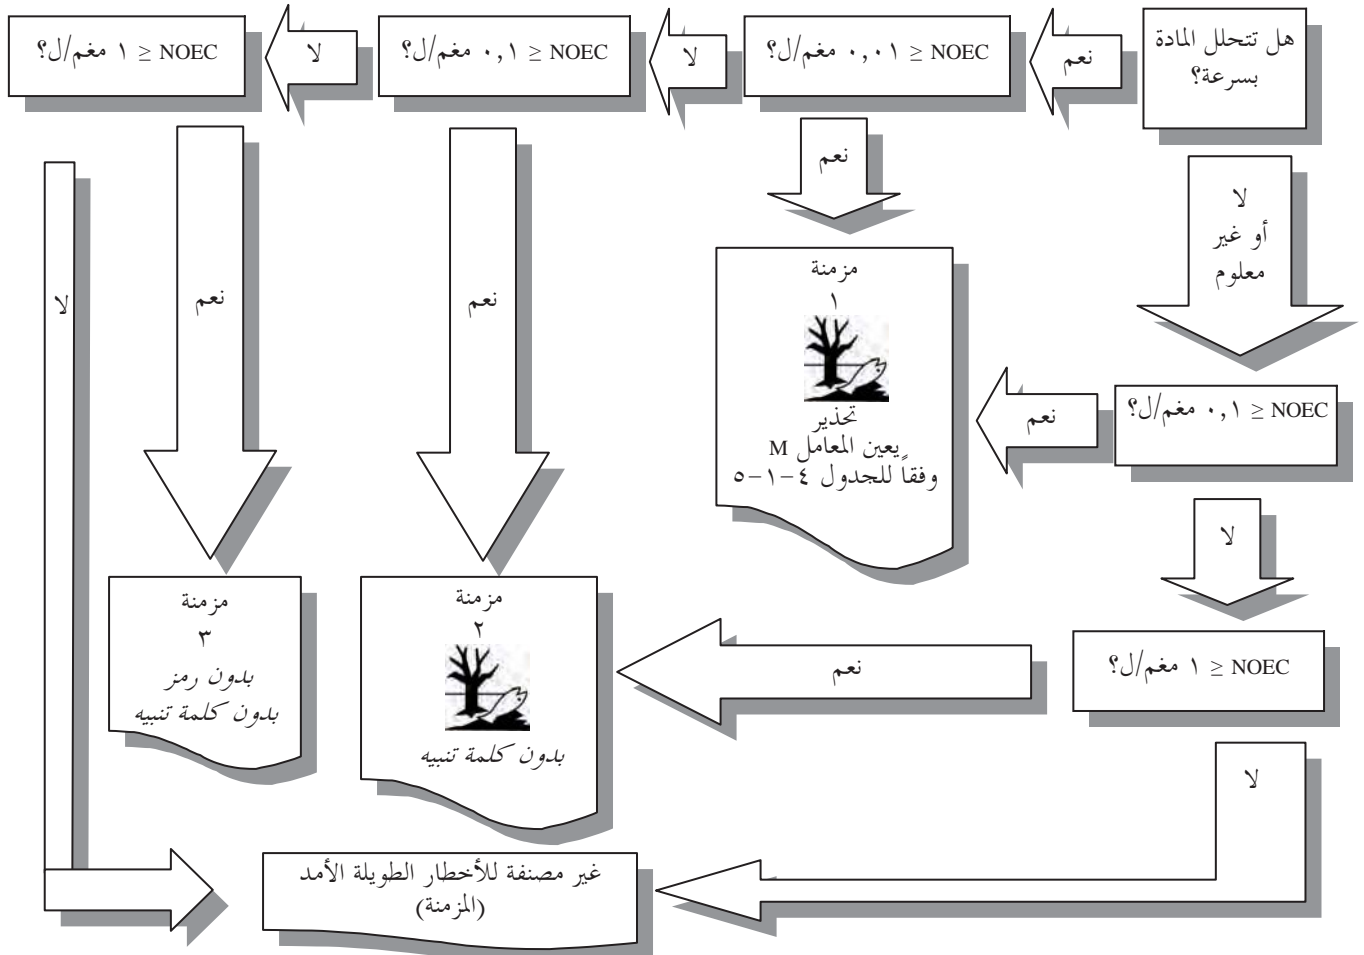 هل تتحلل المادة
بسرعة؟
نعم
NOEC ≤ ٠,٠١ مغم/ل؟
لا
NOEC ≤ ٠,١ مغم/ل؟
لا
NOEC ≤ ١ مغم/ل؟
لا
أو غير
معلوم
نعم
نعم
نعم
لا
NOEC ≤ ٠,١ مغم/ل؟
نعم
مزمنة
١
تحذير
يعين المعامل M
وفقاً للجدول ٤-١-٥
لا
NOEC ≤ ١ مغم/ل؟
نعم
مزمنة
٢
بدون كلمة تنبيه
مزمنة
٣
بدون رمز
بدون كلمة تنبيه
لا
غير مصنفة للأخطار الطويلة الأمد
(المزمنة)